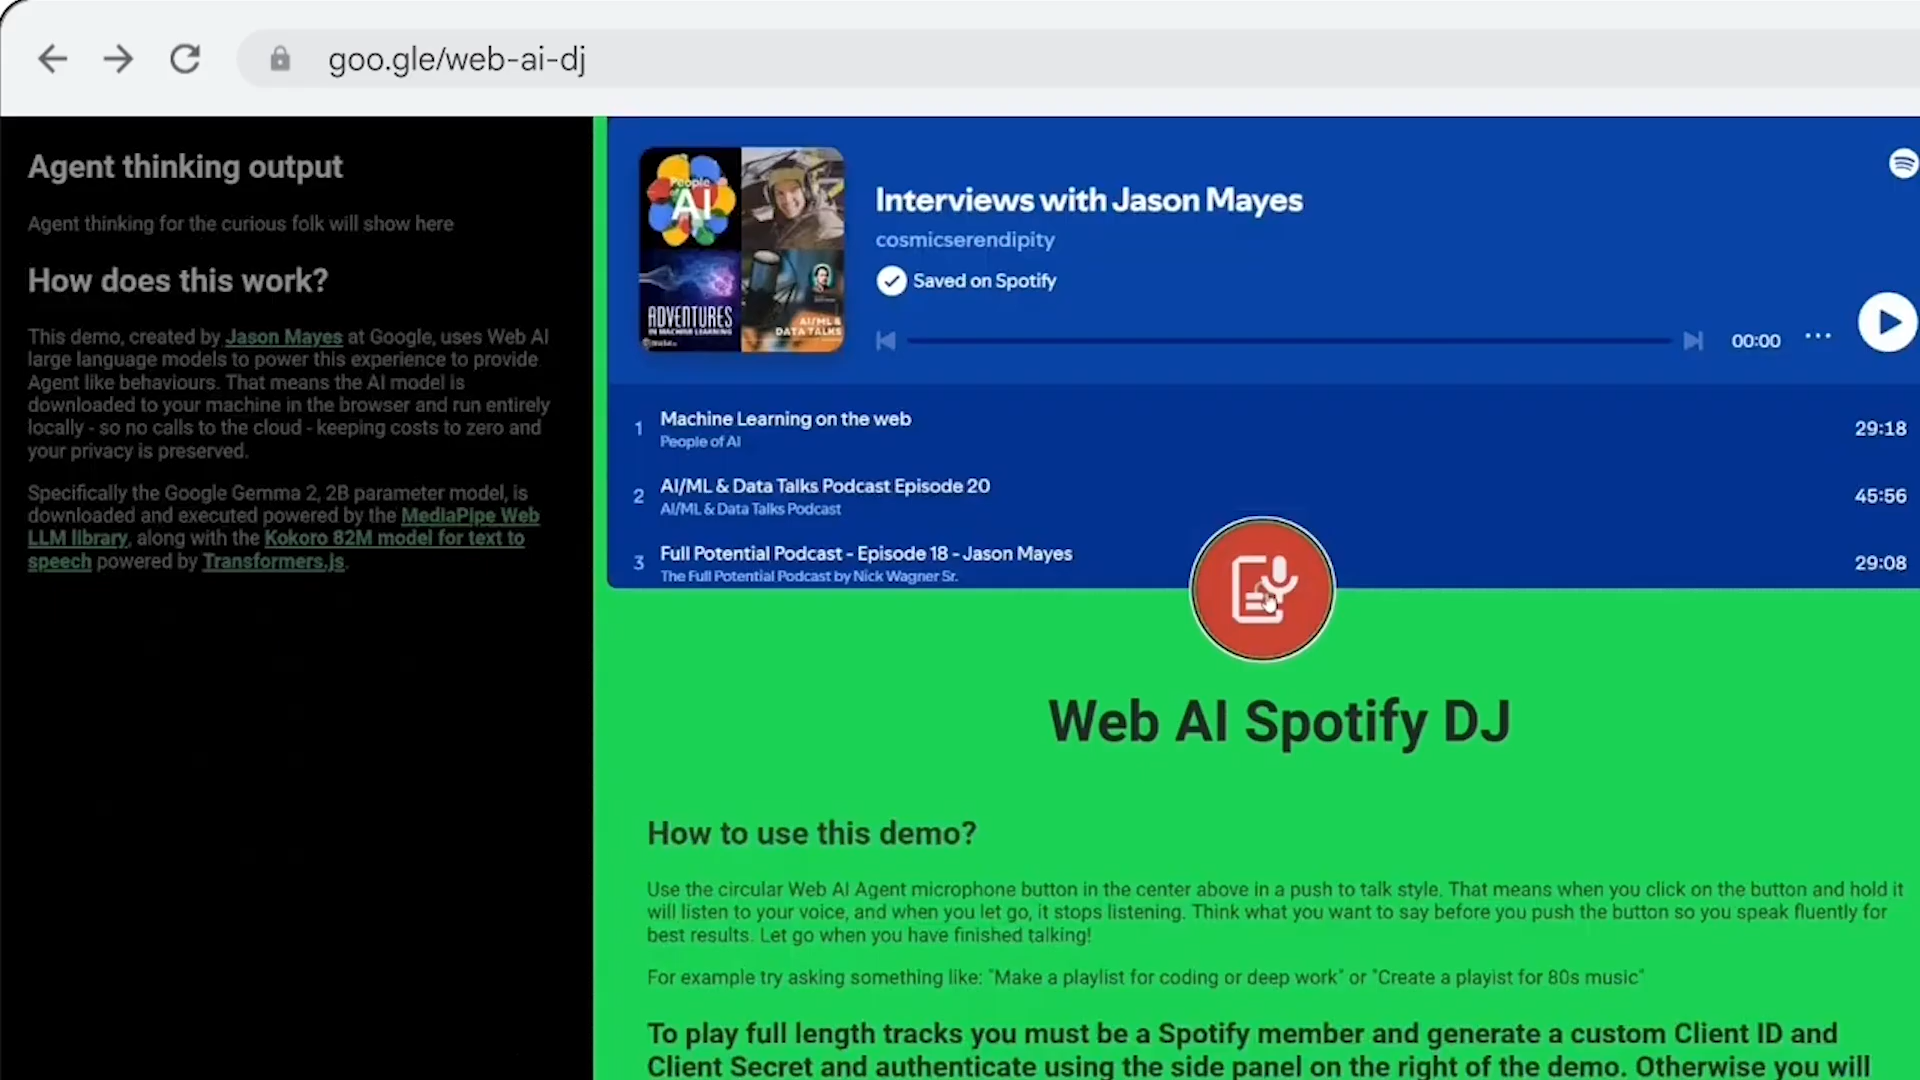 goo.gle/web-ai-dj
Agent thinking output
Agent thinking for the curious folk will show here
How does this work?
This demo, created by Jason Mayes at Google, uses Web AI
large language models to power this experience to provide
Agent like behaviours. That means the AI model is
downloaded to your machine in the browser and run entirely
locally - so no calls to the cloud - keeping costs to zero and
your privacy is preserved.
Specifically the Google Gemma 2, 2B parameter model, is
downloaded and executed powered by the MediaPipe Web
LLM library, along with the Kokoro 82M model for text to
speech powered by Transformers.js.
People of
AI
ADVENTURES
IN MACHINE LEARNING
AI/ML &
DATA TALKS
Interviews with Jason Mayes
cosmicserendipity
Saved on Spotify
00:00
1 Machine Learning on the web 29:18
People of AI
2 AI/ML & Data Talks Podcast Episode 20 45:56
AI/ML & Data Talks Podcast
3 Full Potential Podcast - Episode 18 - Jason Mayes 29:08
The Full Potential Podcast by Nick Wagner Sr.
Web AI Spotify DJ
How to use this demo?
Use the circular Web AI Agent microphone button in the center above in a push to talk style. That means when you click on the button and hold it
will listen to your voice, and when you let go, it stops listening. Think what you want to say before you push the button so you speak fluently for
best results. Let go when you have finished talking!
For example try asking something like: "Make a playlist for coding or deep work" or "Create a playist for 80s music"
To play full length tracks you must be a Spotify member and generate a custom Client ID and
Client Secret and authenticate using the side panel on the right of the demo. Otherwise you will